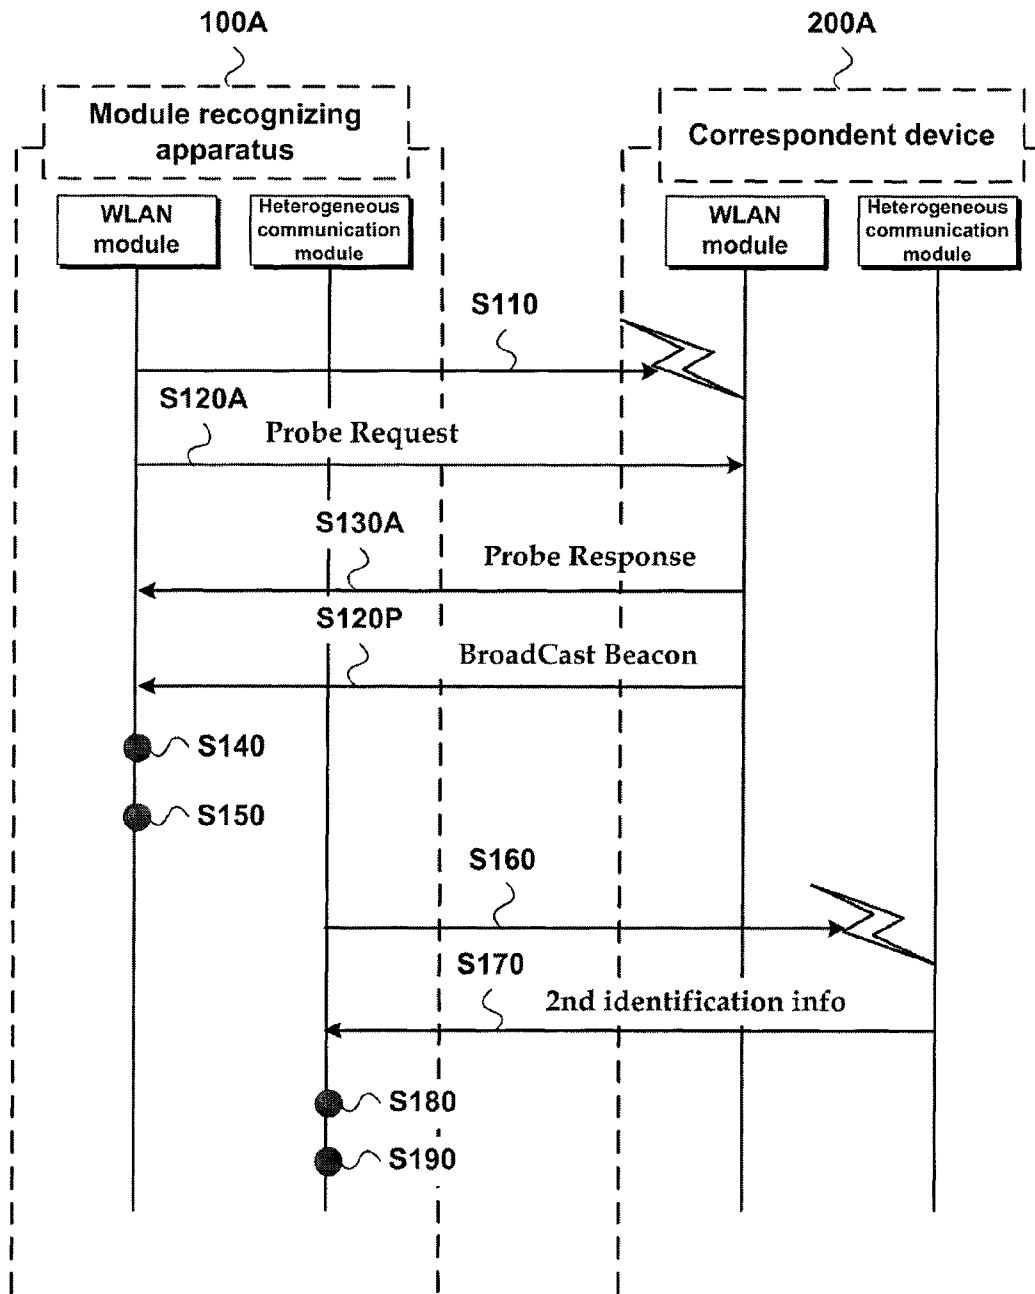 100A
200A
Module recognizing
apparatus
Correspondent device
WLAN
module
Heterogeneous
communication
module
WLAN
module
Heterogeneous
communication
module
S110
S120A
Probe Request
S130A
Probe Response
S120P
BroadCast Beacon
S140
S150
S160
S170
2nd identification info
S180
S190